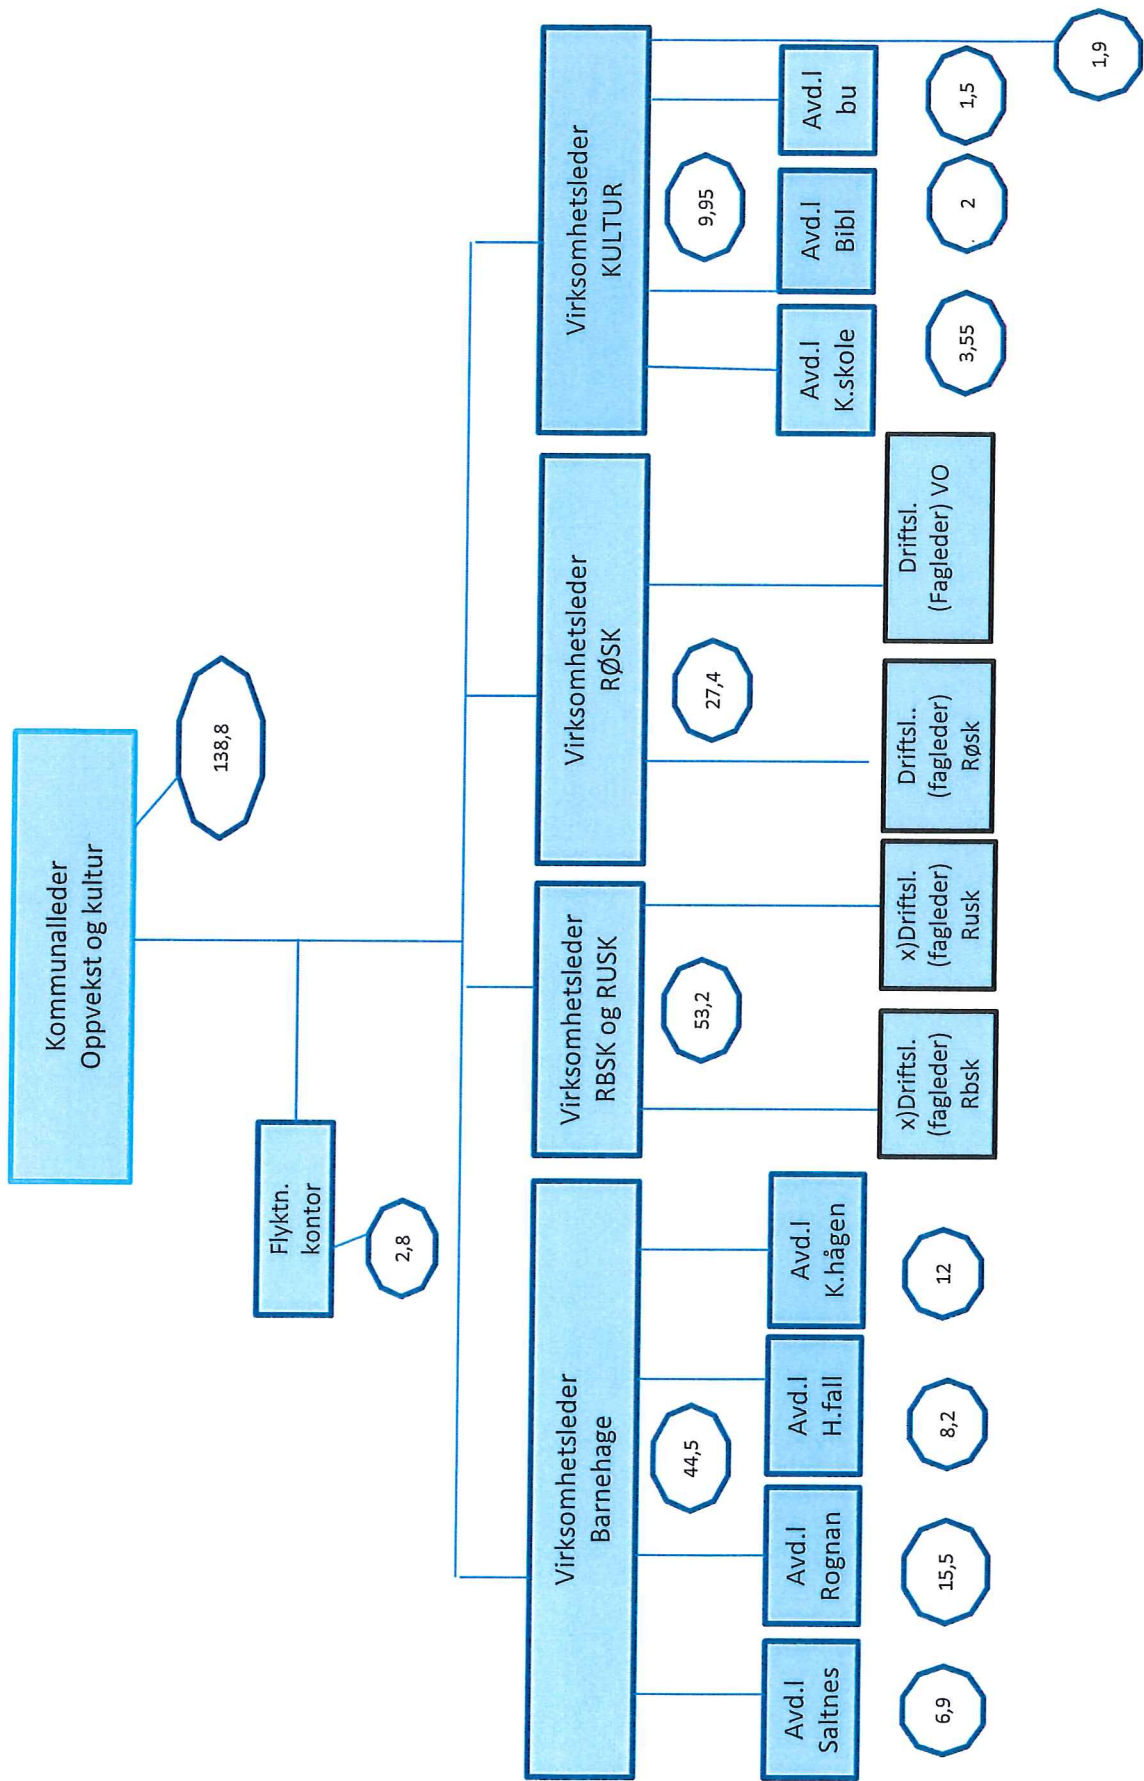 Kommunalleder
Oppvekst og kultur
138,8
Flyktn.
kontor
2,8
Virksomhetsleder
Barnehage
44,5
Virksomhetsleder
RBSK og RUSK
53,2
Virksomhetsleder
RØSK
27,4
Virksomhetsleder
KULTUR
9,95
Avd.l
Saltnes
Avd.l
Rognan
Avd.l
H.fall
Avd.l
K.hågen
6,9
15,5
8,2
12
x)Driftsl.
(fagleder)
Rbsk
x)Driftsl.
(fagleder)
Rusk
Driftsl..
(fagleder)
Røsk
Driftsl.
(Fagleder) VO
Avd.l
K.skole
Avd.l
Bibl
Avd.l
bu
3,55
2
1,5
1,9